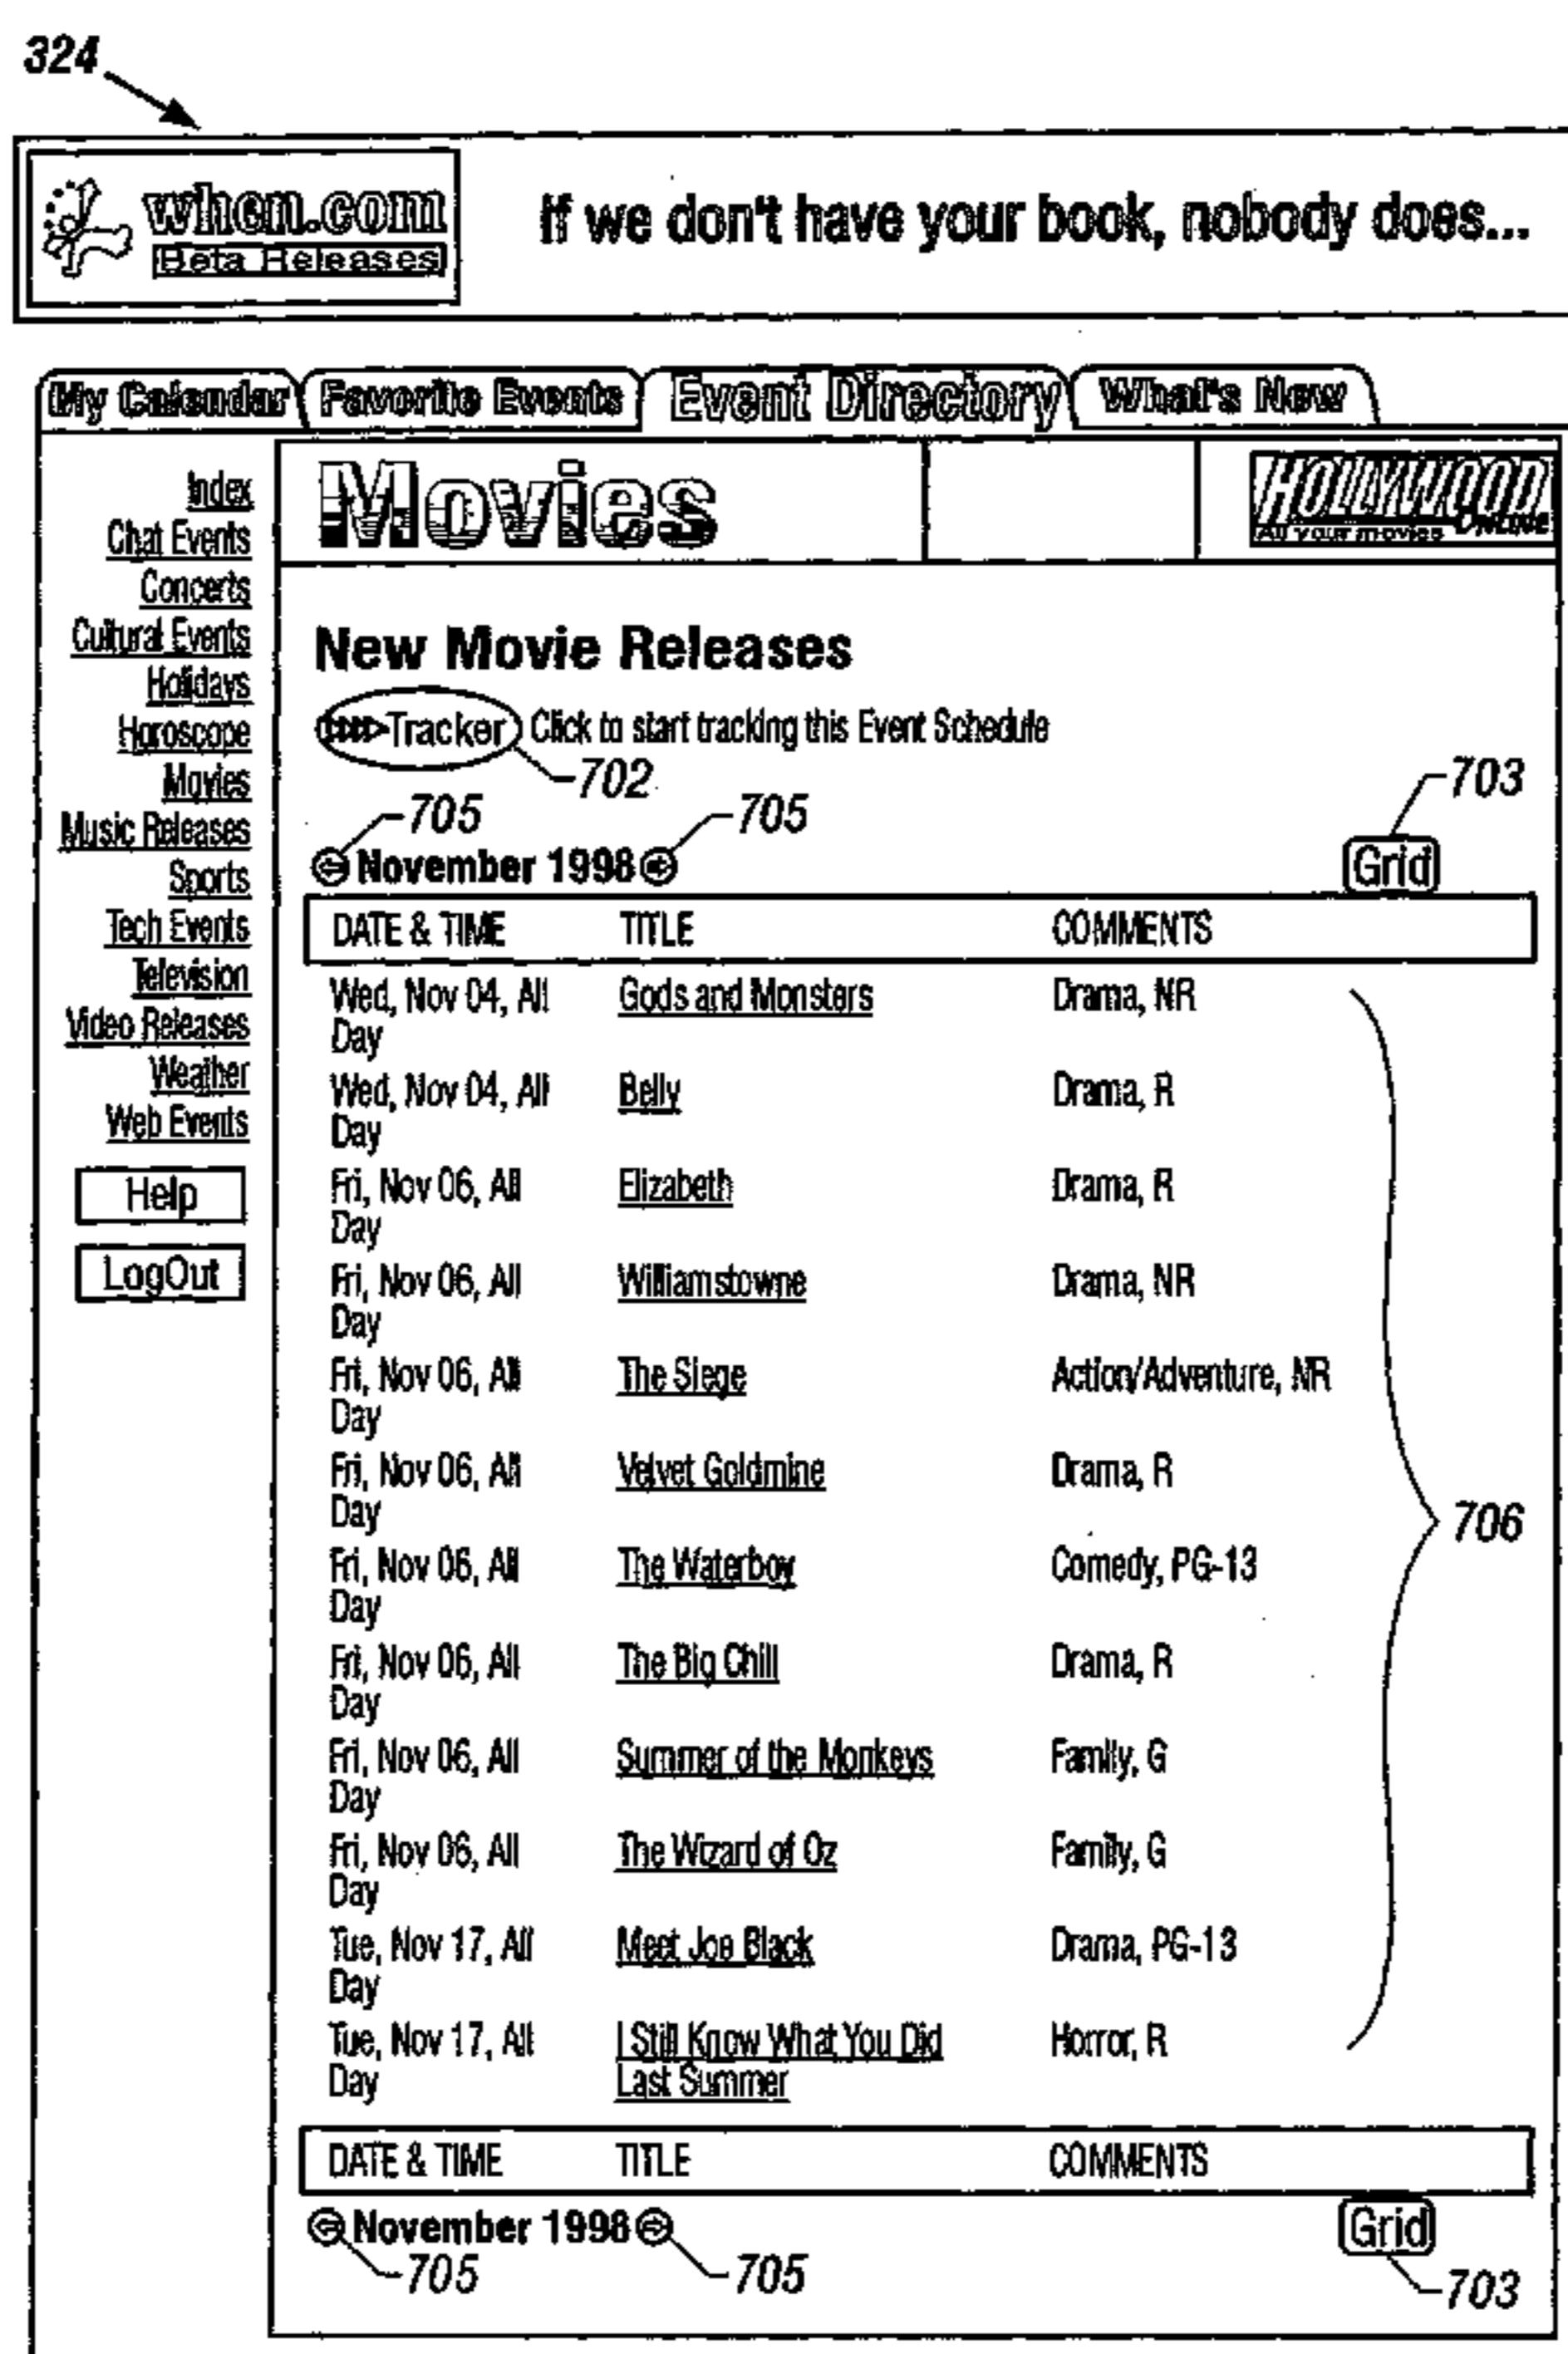 324
when.com
Beta Releases
If we don't have your book, nobody does...
My Calendar Favorite Events Event Directory What's New
Index
Chat Events
Concerts
Cultural Events
Holidays
Horoscope
Movies
Music Releases
Sports
Tech Events
Television
Video Releases
Weather
Web Events
Help
LogOut
Movies
HOLLYWOOD
ONLINE
All your movies
New Movie Releases
Tracker Click to start tracking this Event Schedule
702
703
705 705
November 1998 Grid
DATE & TIME TITLE COMMENTS
Wed, Nov 04, All Gods and Monsters Drama, NR
Day
Wed, Nov 04, All Belly Drama, R
Day
Fri, Nov 06, All Elizabeth Drama, R
Day
Fri, Nov 06, All Williamstowne Drama, NR
Day
Fri, Nov 06, All The Siege Action/Adventure, NR
Day
Fri, Nov 06, All Velvet Goldmine Drama, R
Day
706
Fri, Nov 06, All The Waterboy Comedy, PG-13
Day
Fri, Nov 06, All The Big Chill Drama, R
Day
Fri, Nov 06, All Summer of the Monkeys Family, G
Day
Fri, Nov 06, All The Wizard of Oz Family, G
Day
Tue, Nov 17, All Meet Joe Black Drama, PG-13
Day
Tue, Nov 17, All I Still Know What You Did Horror, R
Day Last Summer
DATE & TIME TITLE COMMENTS
November 1998 Grid
705 705 703